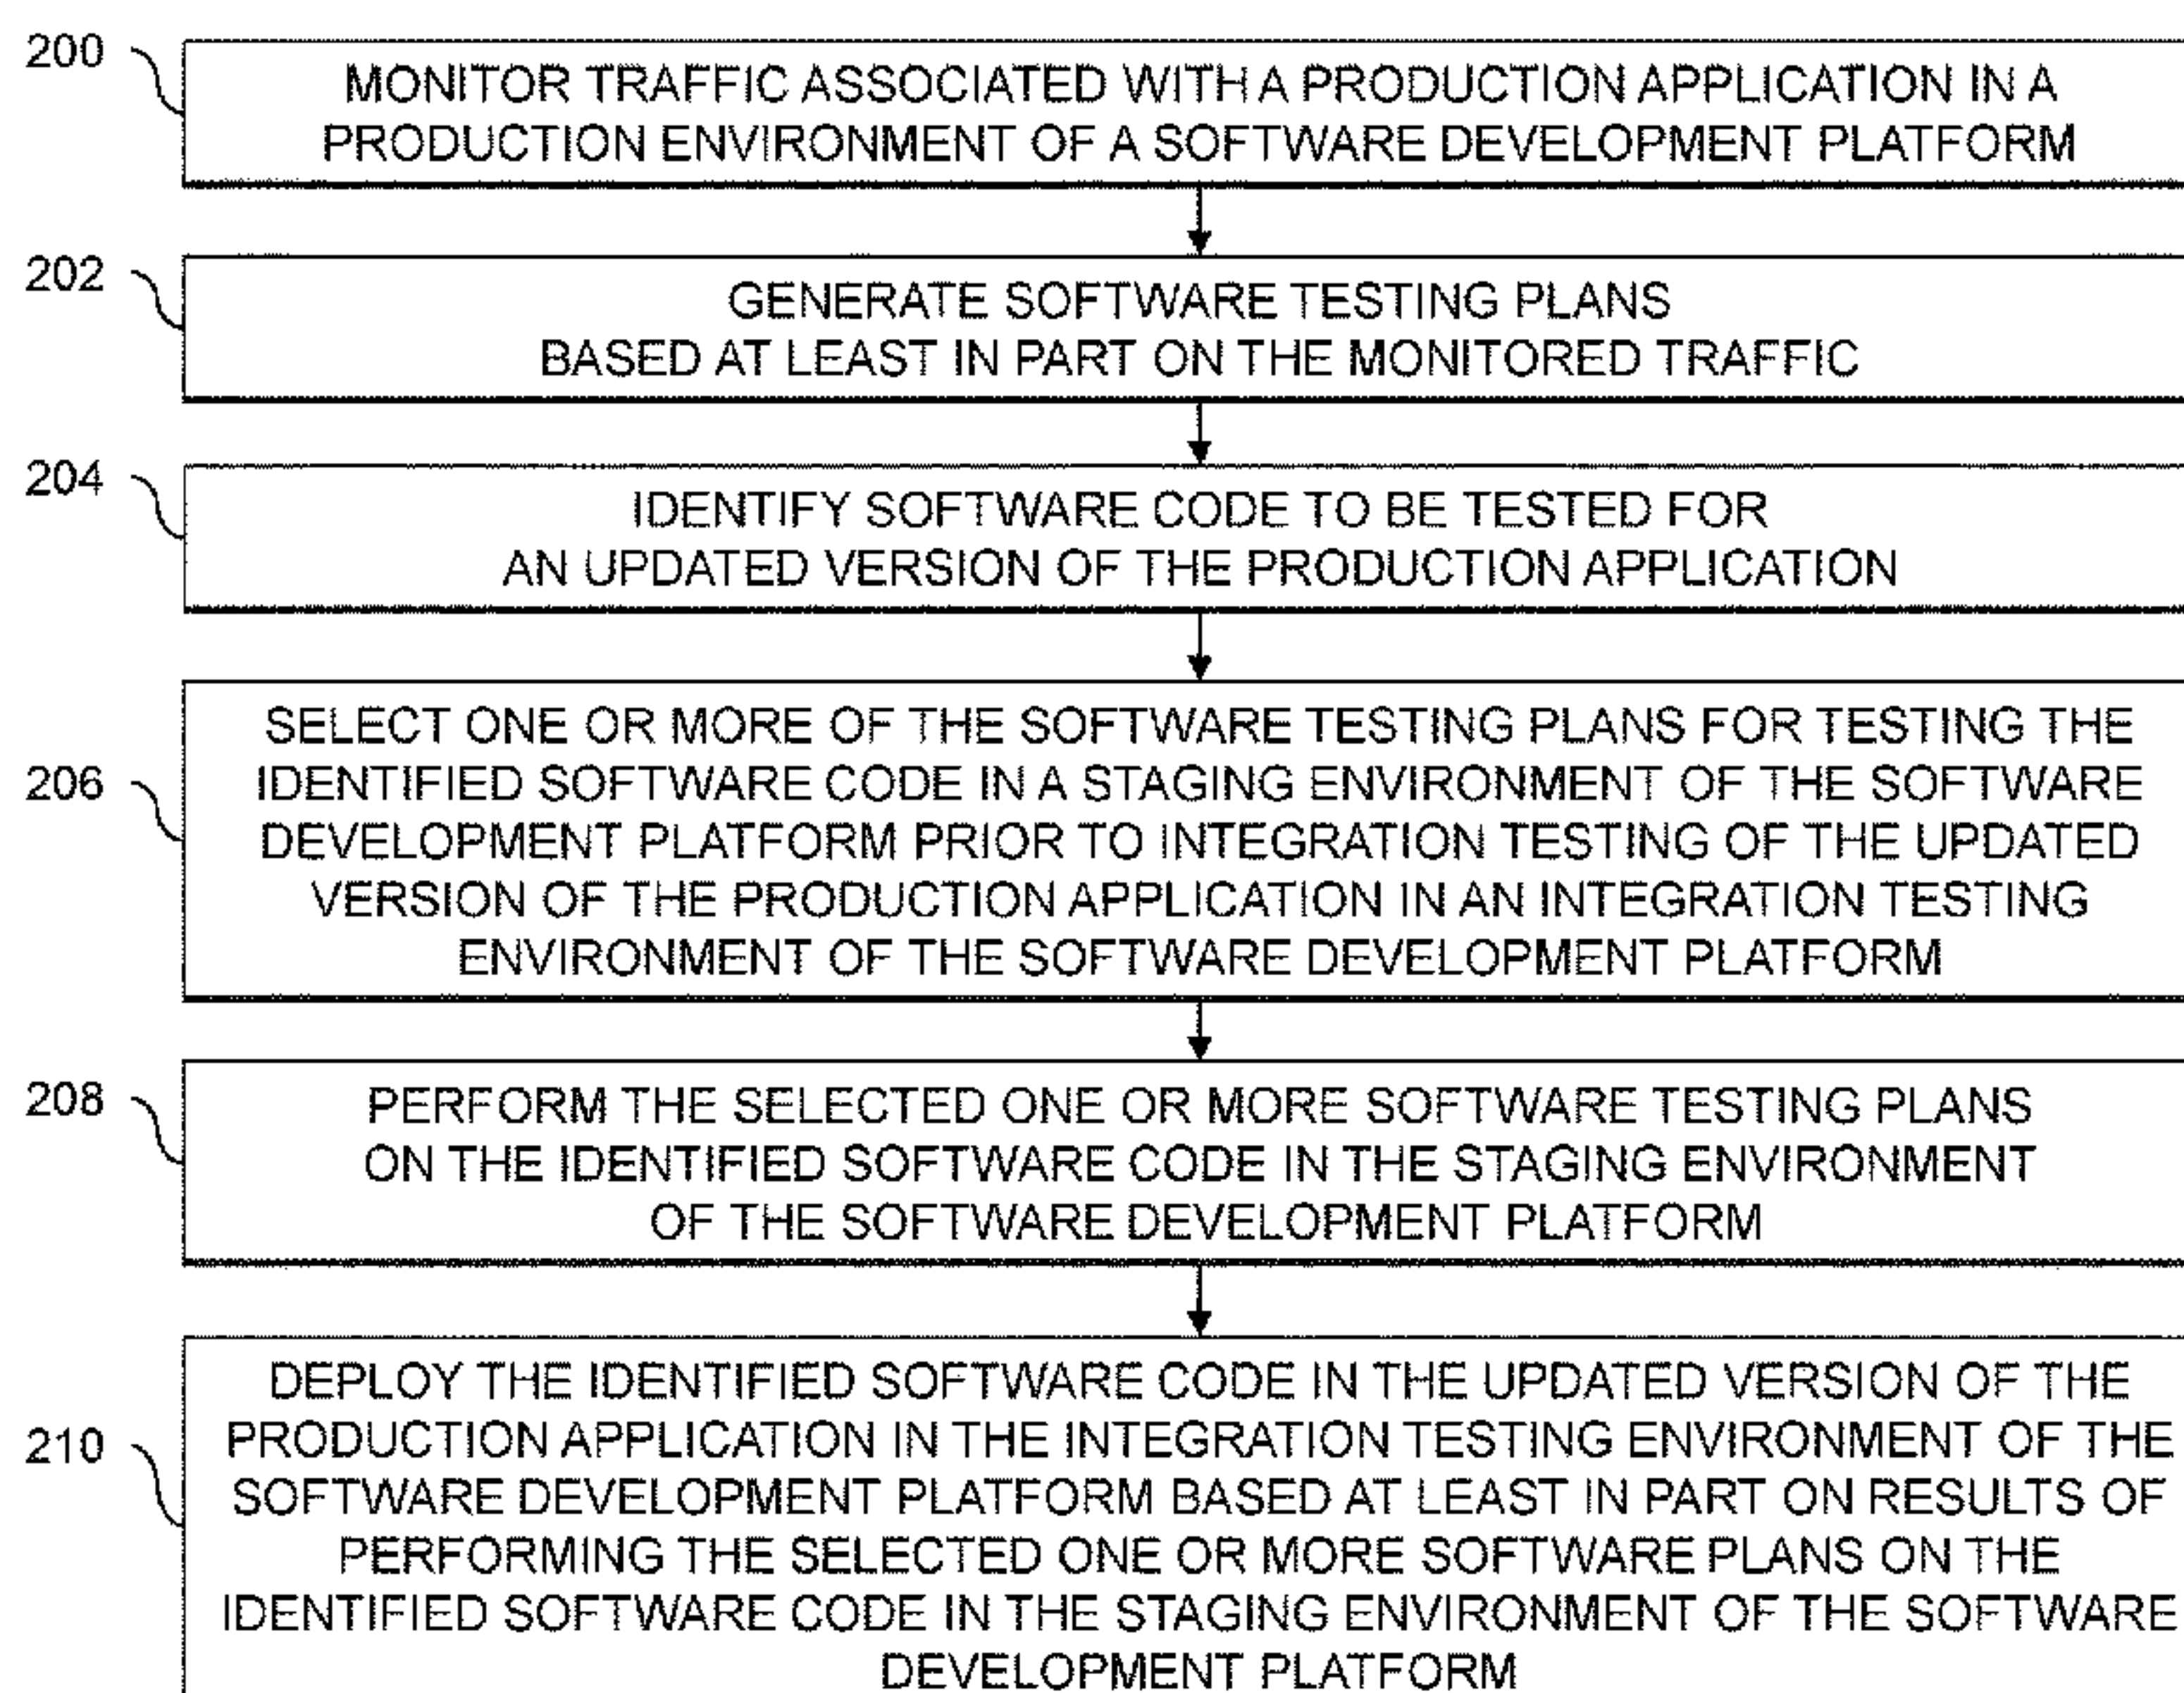 200
MONITOR TRAFFIC ASSOCIATED WITH A PRODUCTION APPLICATION IN A
PRODUCTION ENVIRONMENT OF A SOFTWARE DEVELOPMENT PLATFORM
202
GENERATE SOFTWARE TESTING PLANS
BASED AT LEAST IN PART ON THE MONITORED TRAFFIC
204
IDENTIFY SOFTWARE CODE TO BE TESTED FOR
AN UPDATED VERSION OF THE PRODUCTION APPLICATION
206
SELECT ONE OR MORE OF THE SOFTWARE TESTING PLANS FOR TESTING THE
IDENTIFIED SOFTWARE CODE IN A STAGING ENVIRONMENT OF THE SOFTWARE
DEVELOPMENT PLATFORM PRIOR TO INTEGRATION TESTING OF THE UPDATED
VERSION OF THE PRODUCTION APPLICATION IN AN INTEGRATION TESTING
ENVIRONMENT OF THE SOFTWARE DEVELOPMENT PLATFORM
208
PERFORM THE SELECTED ONE OR MORE SOFTWARE TESTING PLANS
ON THE IDENTIFIED SOFTWARE CODE IN THE STAGING ENVIRONMENT
OF THE SOFTWARE DEVELOPMENT PLATFORM
210
DEPLOY THE IDENTIFIED SOFTWARE CODE IN THE UPDATED VERSION OF THE
PRODUCTION APPLICATION IN THE INTEGRATION TESTING ENVIRONMENT OF THE
SOFTWARE DEVELOPMENT PLATFORM BASED AT LEAST IN PART ON RESULTS OF
PERFORMING THE SELECTED ONE OR MORE SOFTWARE PLANS ON THE
IDENTIFIED SOFTWARE CODE IN THE STAGING ENVIRONMENT OF THE SOFTWARE
DEVELOPMENT PLATFORM